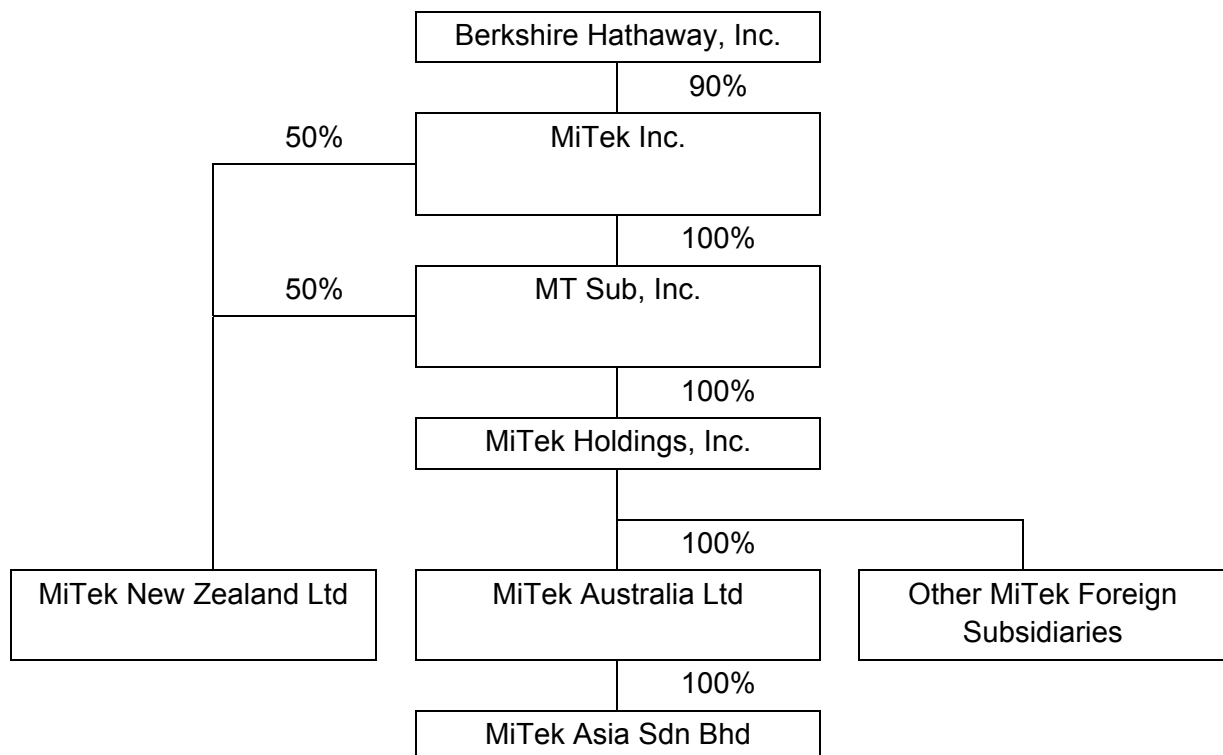 Berkshire Hathaway, Inc.
90%
50%
MiTek Inc.
100%
50%
MT Sub, Inc.
100%
MiTek Holdings, Inc.
100%
MiTek New Zealand Ltd
MiTek Australia Ltd
Other MiTek Foreign
Subsidiaries
100%
MiTek Asia Sdn Bhd